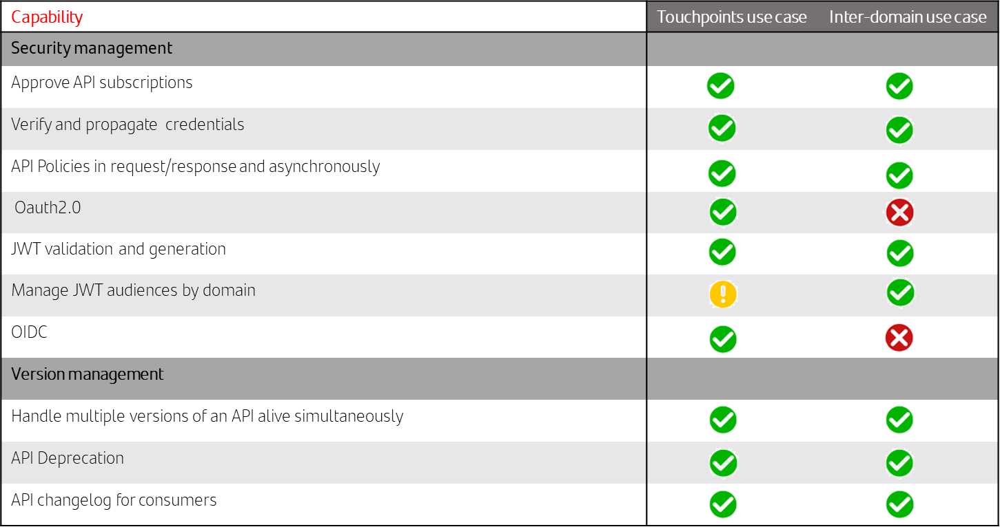 Capability Touchpoints use case Inter-domain use case
Security management
Approve API subscriptions
Verify and propagate credentials
API Policies in request/response and asynchronously
Oauth2.0
JWT validation and generation
Manage JWT audiences by domain
OIDC
Version management
Handle multiple versions of an API alive simultaneously
API Deprecation
API changelog for consumers